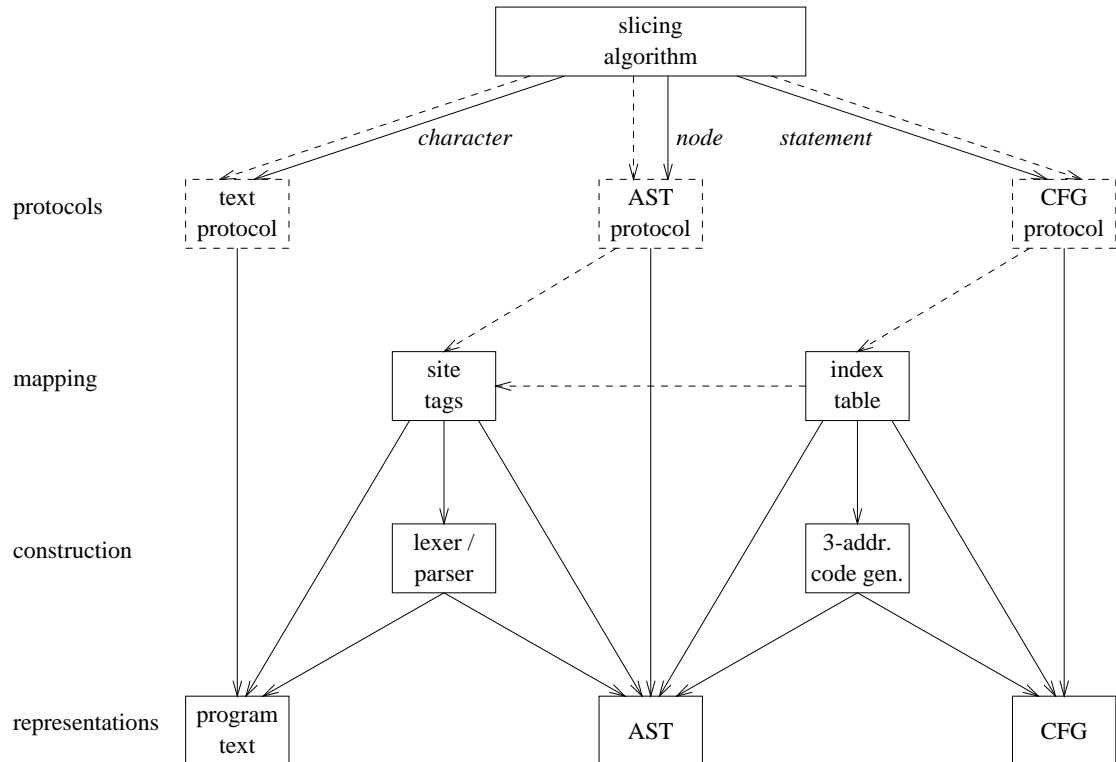 slicing
algorithm
character
node
statement
protocols
text
protocol
AST
protocol
CFG
protocol
mapping
site
tags
index
table
construction
lexer /
parser
3-addr.
code gen.
representations
program
text
AST
CFG